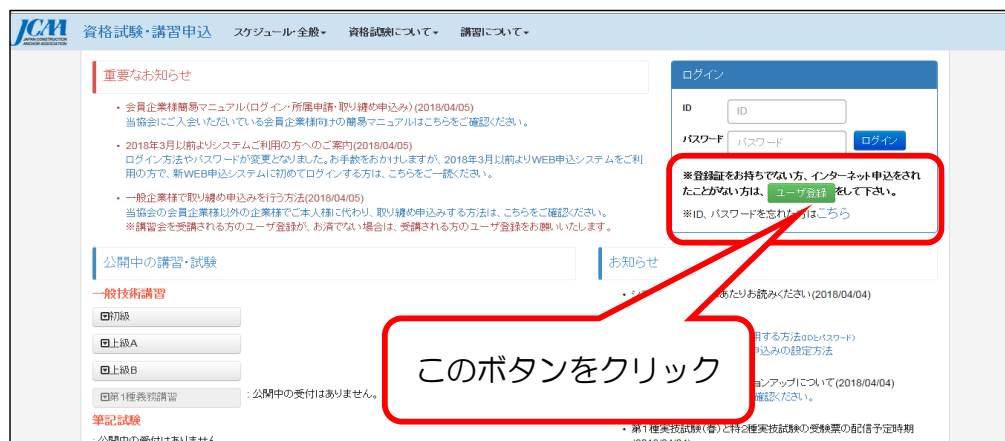 JCAA
JAPAN CONSTRUCTION
ANCHOR ASSOCIATION
資格試験・講習申込 スケジュール・全般 資格試験について 講習について
重要なお知らせ
・会員企業様簡易マニュアル(ログイン・所属申請・取り纏め申込み)(2018/04/05)
当協会にご入会いただいている会員企業様向けの簡易マニュアルはこちらをご確認ください。
・2018年3月以前よりシステムご利用の方へのご案内(2018/04/05)
ログイン方法やパスワードが変更となりました。お手数をおかけしますが、2018年3月以前よりWEB申込システムをご利
用の方で、新WEB申込システムに初めてログインする方は、こちらをご一読ください。
・一般企業様で取り纏め申込みを行う方法(2018/04/05)
当協会の会員企業様以外の企業様でご本人様に代わり、取り纏め申込みする方法は、こちらをご確認ください。
※講習会を受講される方のユーザ登録が、お済でない場合は、受講される方のユーザ登録をお願いいたします。
ログイン
ID ID
パスワード パスワード ログイン
※登録証をお持ちでない方、インターネット申込をされ
たことがない方は、ユーザ登録をして下さい。
※ID、パスワードを忘れた方はこちら
公開中の講習・試験
一般技術講習
初級
上級A
上級B
第1種義務講習 : 公開中の受付はありません。
筆記試験
: 公開中の受付はありません
お知らせ
あたりお読みください(2018/04/04)
用する方法(IDとパスワード)
申込みの設定方法
ションアップについて(2018/04/04)
確認ください。
・第1種実技試験(春)と特2種実技試験の受験票の配信予定時期
(2018/04/04)
このボタンをクリック